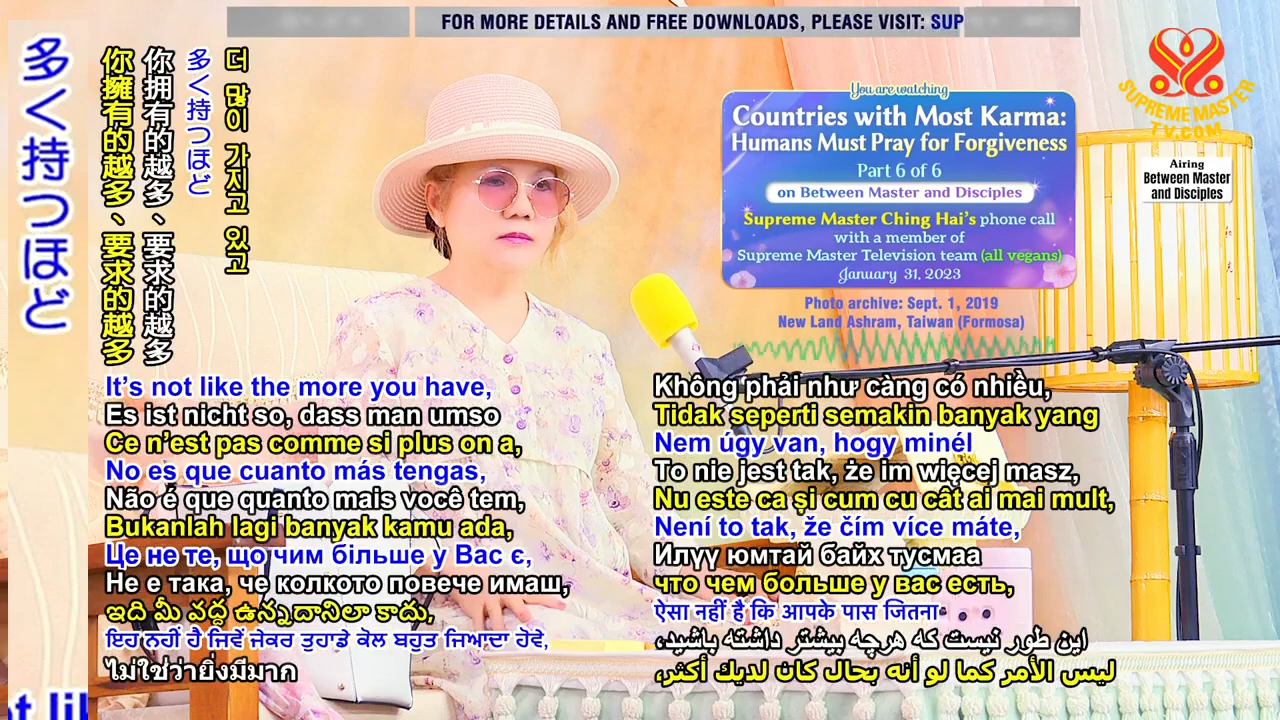 FOR MORE DETAILS AND FREE DOWNLOADS, PLEASE VISIT: SUP
多く持つほど
你擁有的越多、要求的越多
你拥有的越多、要求的越多
多く持つほど
더 많이 가지고 있고
SUPREME MASTER
TV.COM
Airing
Between Master
and Disciples
You are watching
Countries with Most Karma:
Humans Must Pray for Forgiveness
Part 6 of 6
on Between Master and Disciples
Supreme Master Ching Hai's phone call
with a member of
Supreme Master Television team (all vegans)
January 31, 2023
Photo archive: Sept. 1, 2019
New Land Ashram, Taiwan (Formosa)
It's not like the more you have,
Es ist nicht so, dass man umso
Ce n'est pas comme si plus on a,
No es que cuanto más tengas,
Não é que quanto mais você tem,
Bukanlah lagi banyak kamu ada,
Це не те, що чим більше у Вас є,
Не е така, че колкото повече имаш,
ఇది మీ వద్ద ఉన్నదానిలా కాదు,
ਇਹ ਨਹੀਂ ਹੈ ਜਿਵੇਂ ਜੇਕਰ ਤੁਹਾਡੇ ਕੋਲ ਬਹੁਤ ਜਿਆਦਾ ਹੋਵੇ,
ไม่ใช่ว่ายิ่งมีมาก
Không phải như càng có nhiều,
Tidak seperti semakin banyak yang
Nem úgy van, hogy minél
To nie jest tak, że im więcej masz,
Nu este ca și cum cu cât ai mai mult,
Není to tak, že čím více máte,
Илүү юмтай байх тусмаа
что чем больше у вас есть,
ऐसा नहीं है कि आपके पास जितना
این طور نیست که هرچه بیشتر داشته باشید،
ليس الأمر كما لو أنه بحال كان لديك أكثر،
t lik